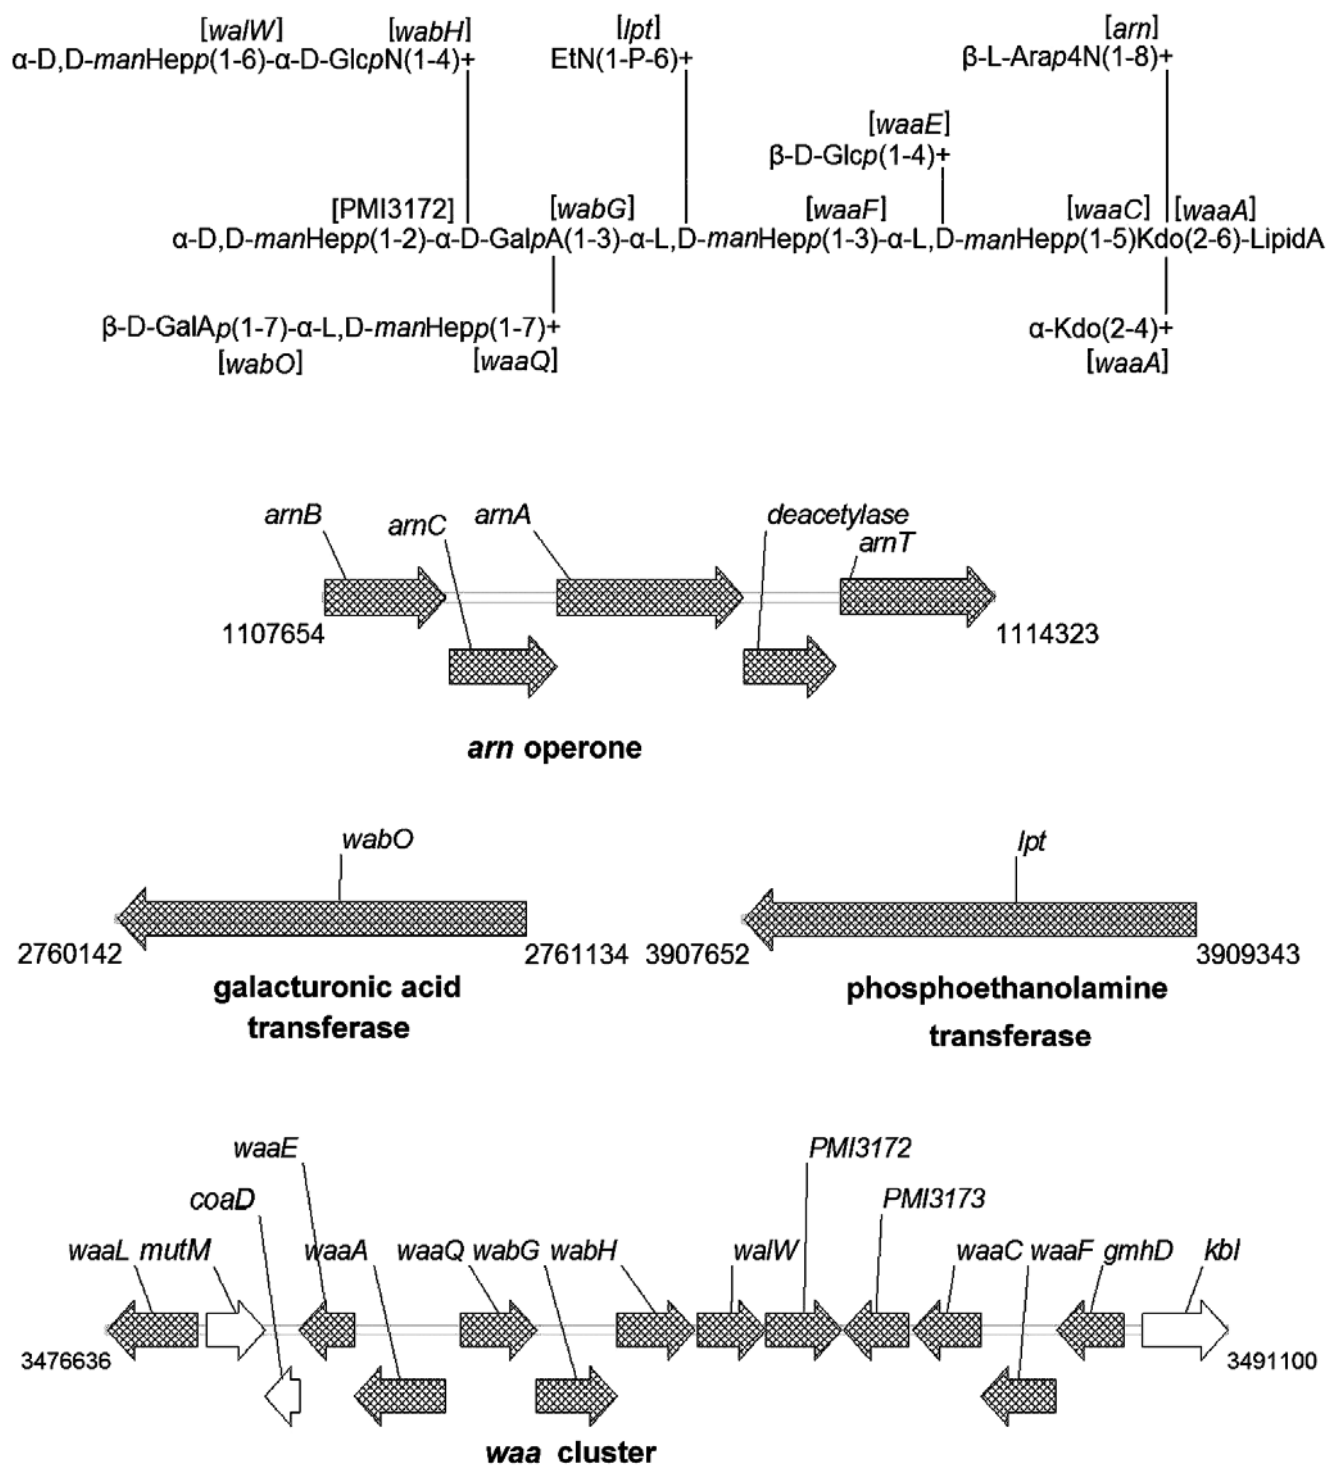 [walW] [wabH] [lpt] [arn]
α-D,D-manHepp(1-6)-α-D-GlcpN(1-4)+ EtN(1-P-6)+ β-L-Arap4N(1-8)+
[waaE]
β-D-Glcp(1-4)+
[PMI3172] [wabG] [waaF] [waaC] [waaA]
α-D,D-manHepp(1-2)-α-D-GalpA(1-3)-α-L,D-manHepp(1-3)-α-L,D-manHepp(1-5)Kdo(2-6)-LipidA
β-D-GalAp(1-7)-α-L,D-manHepp(1-7)+ α-Kdo(2-4)+
[wabO] [waaQ] [waaA]
arnB arnC arnA deacetylase
arnT
1107654 1114323
arn operone
wabO lpt
2760142 2761134 3907652 3909343
galacturonic acid phosphoethanolamine
transferase transferase
waaE PMI3172
coaD PMI3173
waaL mutM waaA waaQ wabG wabH walW waaC waaF gmhD kbl
3476636 3491100
waa cluster